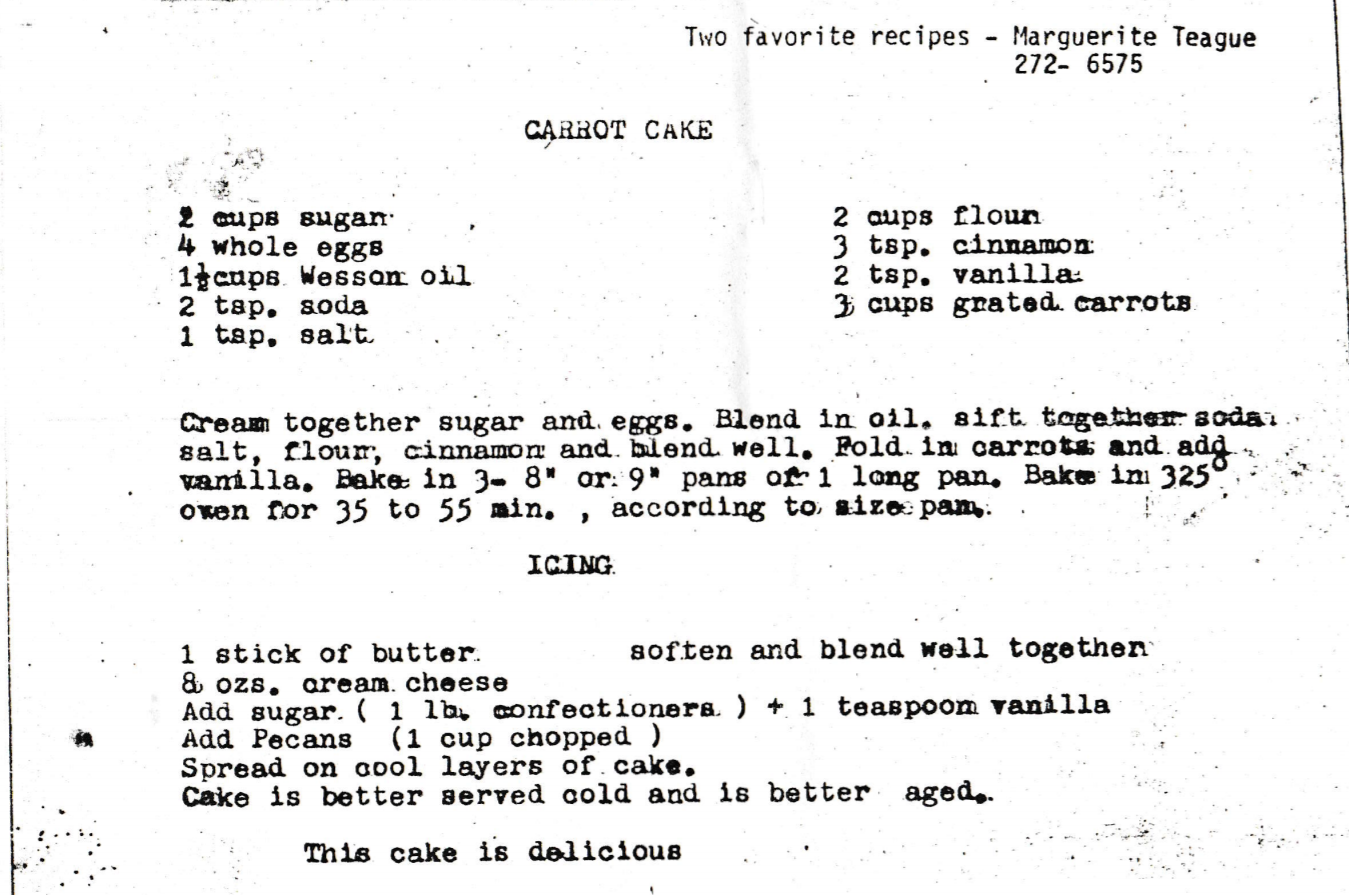 Two favorite recipes - Marguerite Teague
272- 6575
CARROT CAKE
2 cups sugar
4 whole eggs
1½cups Wesson oil
2 tsp. soda
1 tsp. salt
2 cups flour
3 tsp. cinnamon
2 tsp. vanilla
3 cups grated carrots
Cream together sugar and eggs. Blend in oil. sift together soda
salt, flour, cinnamon and blend well. Fold in carrots and add
vanilla. Bake in 3- 8" or 9" pans or 1 long pan. Bake in 325°
oven for 35 to 55 min. , according to size pan.
ICING
1 stick of butter soften and blend well together
8 ozs. cream cheese
Add sugar ( 1 lb. confectioners ) + 1 teaspoon vanilla
Add Pecans (1 cup chopped )
Spread on cool layers of cake.
Cake is better served cold and is better aged.
This cake is delicious